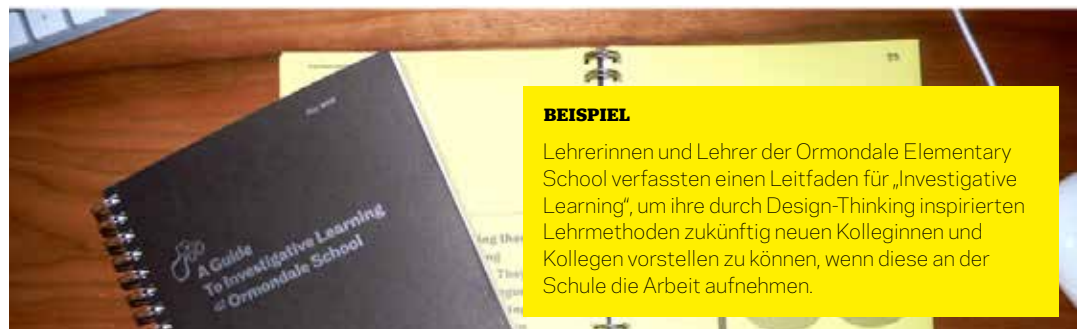 BEISPIEL
Lehrerinnen und Lehrer der Ormondale Elementary
School verfassten einen Leitfaden für „Investigative
Learning“, um ihre durch Design-Thinking inspirierten
Lehrmethoden zukünftig neuen Kolleginnen und
Kollegen vorstellen zu können, wenn diese an der
Schule die Arbeit aufnehmen.
A Guide
To Investigative Learning
at Ormondale School